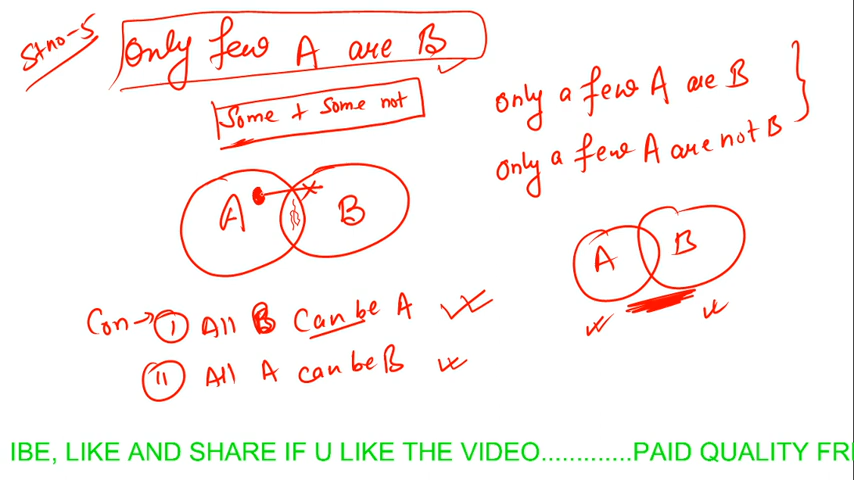 Stno-5
Only few A are B
Some + Some not
Only a few A are B
Only a few A are not B
A B
A B
Con → (i) All B can be A
(ii) All A can be B
IBE, LIKE AND SHARE IF U LIKE THE VIDEO.............PAID QUALITY FRE